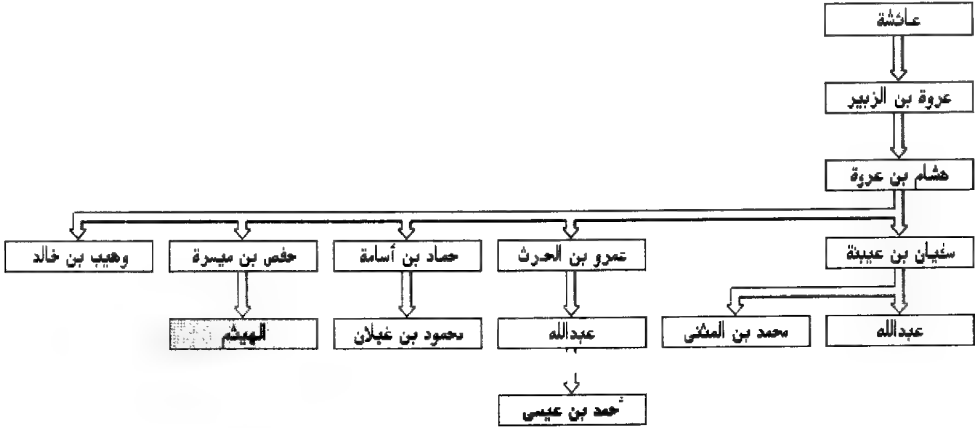 عائشة
عروة بن الزبير
هشام بن عروة
سفيان بن عيينة
عمرو بن الحرث
حماد بن أسامة
حفص بن ميسرة
وهيب بن خالد
عبدالله
محمد بن المثنى
عبدالله
محمود بن غيلان
الهيثم
أحمد بن عيسى